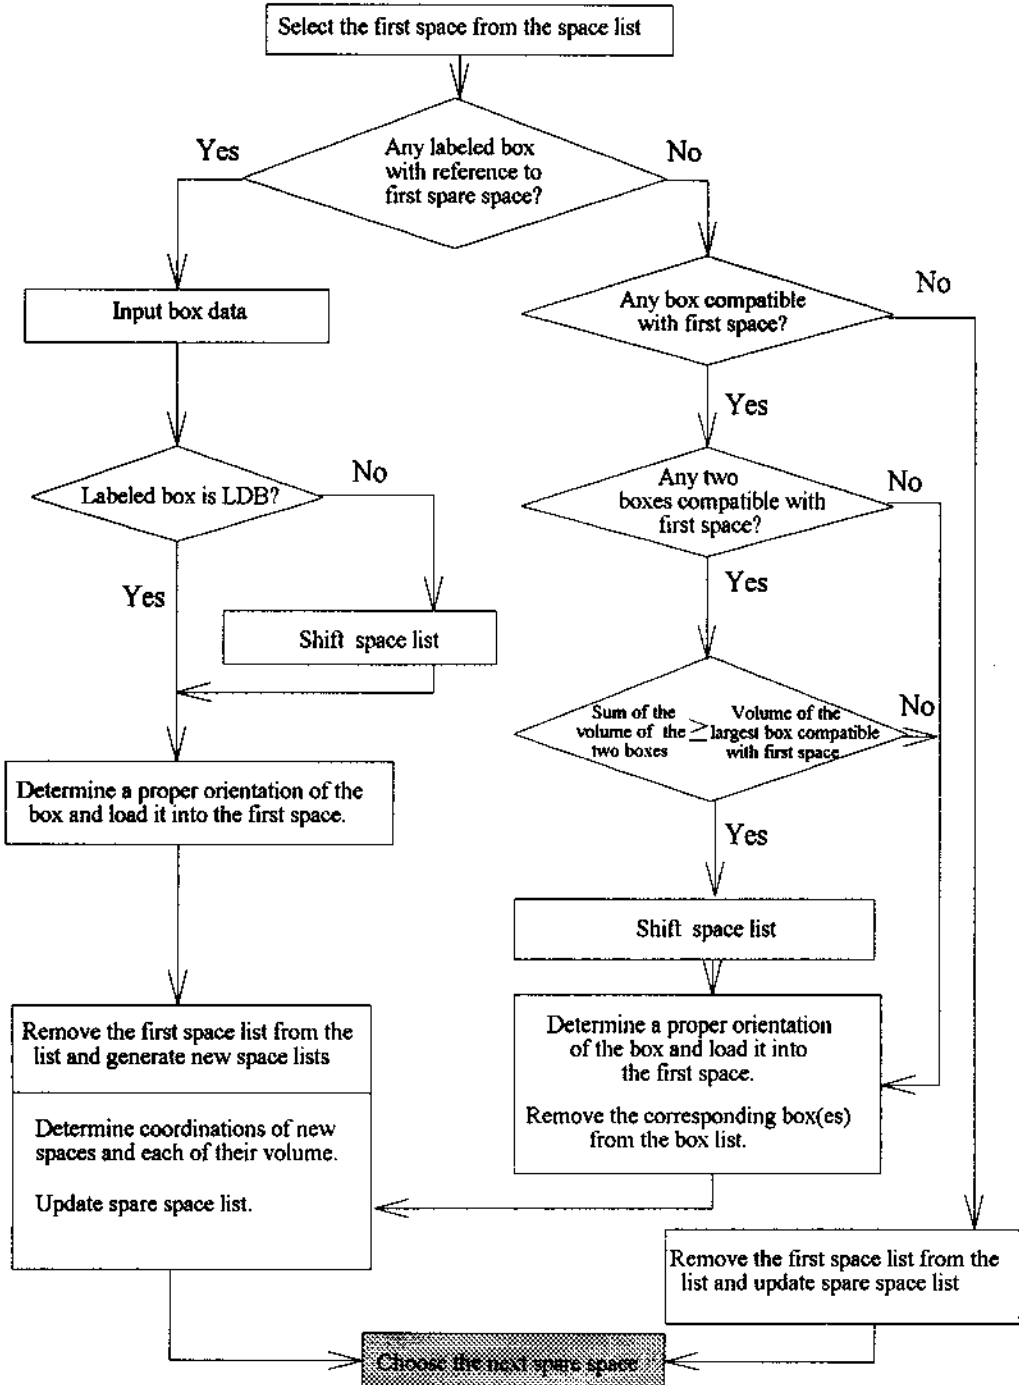 Select the first space from the space list
Any labeled box
with reference to
first spare space?
Yes
No
Input box data
Any box compatible
with first space?
No
Yes
Labeled box is LDB?
No
Any two
boxes compatible with
first space?
No
Yes
Yes
Shift space list
Sum of the
volume of the
two boxes
≥
Volume of the
largest box compatible
with first space
No
Determine a proper orientation of the
box and load it into the first space.
Yes
Shift space list
Remove the first space list from the
list and generate new space lists
Determine a proper orientation
of the box and load it into
the first space.
Remove the corresponding box(es)
from the box list.
Determine coordinations of new
spaces and each of their volume.
Update spare space list.
Remove the first space list from the
list and update spare space list
Choose the next spare space